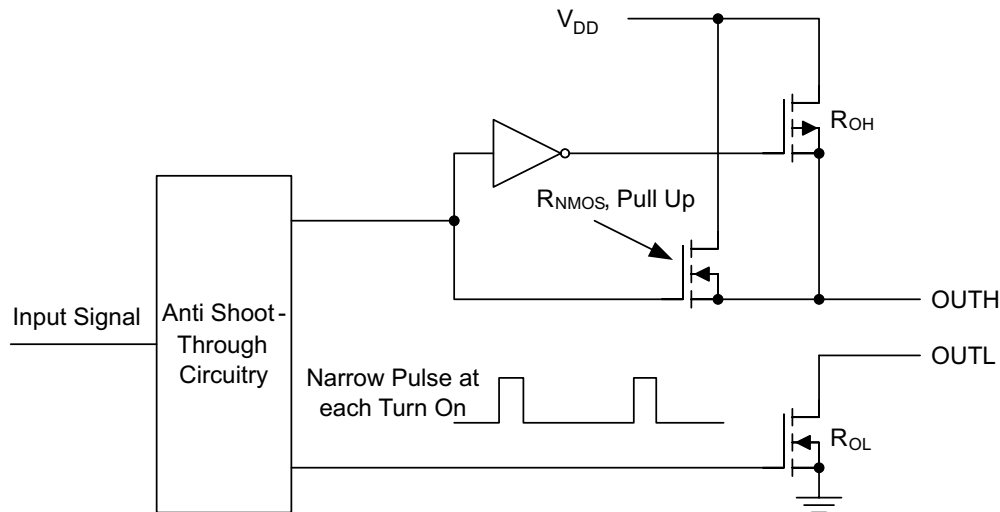 VDD
ROH
RNMOS, Pull Up
OUTH
Input Signal
Anti Shoot-
Through
Circuitry
OUTL
Narrow Pulse at
each Turn On
ROL